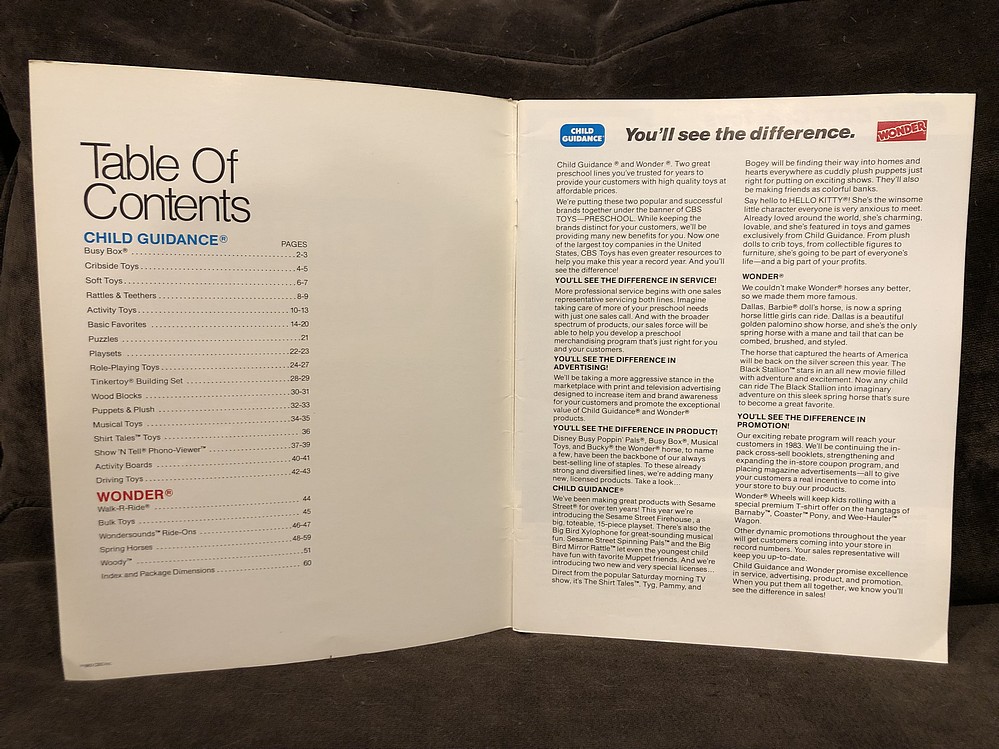 Table Of
Contents
CHILD GUIDANCE®
PAGES
Busy Box® 2-3
Cribside Toys 4-5
Soft Toys 6-7
Rattles & Teethers 8-9
Activity Toys 10-13
Basic Favorites 14-20
Puzzles 21
Playsets 22-23
Role-Playing Toys 24-27
Tinkertoy® Building Set 28-29
Wood Blocks 30-31
Puppets & Plush 32-33
Musical Toys 34-35
Shirt Tales™ Toys 36
Show 'N Tell® Phono-Viewer™ 37-39
Activity Boards 40-41
Driving Toys 42-43
WONDER®
Walk-R-Ride® 44
Bulk Toys 45
Wondersounds™ Ride-Ons 46-47
Spring Horses 48-59
Woody™ 51
Index and Package Dimensions 60
CHILD
GUIDANCE
You'll see the difference.
WONDER
Child Guidance ® and Wonder ®. Two great
preschool lines you've trusted for years to
provide your customers with high quality toys at
affordable prices.
We're putting these two popular and successful
brands together under the banner of CBS
TOYS—PRESCHOOL. While keeping the
brands distinct for your customers, we'll be
providing many new benefits for you. Now one
of the largest toy companies in the United
States, CBS Toys has even greater resources to
help you make this year a record year. And you'll
see the difference!
YOU'LL SEE THE DIFFERENCE IN SERVICE!
More professional service begins with one sales
representative servicing both lines. Imagine
taking care of more of your preschool needs
with just one sales call. And with the broader
spectrum of products, our sales force will be
able to help you develop a preschool
merchandising program that's just right for you
and your customers.
YOU'LL SEE THE DIFFERENCE IN
ADVERTISING!
We'll be taking a more aggressive stance in the
marketplace with print and television advertising
designed to increase item and brand awareness
for your customers and promote the exceptional
value of Child Guidance® and Wonder®
products.
YOU'LL SEE THE DIFFERENCE IN PRODUCT!
Disney Busy Poppin' Pals®, Busy Box®, Musical
Toys, and Bucky® the Wonder® horse, to name
a few, have been the backbone of our always
best-selling line of staples. To these already
strong and diversified lines, we're adding many
new, licensed products. Take a look...
CHILD GUIDANCE®
We've been making great products with Sesame
Street® for over ten years! This year we're
introducing the Sesame Street Firehouse, a
big, toteable, 15-piece playset. There's also the
Big Bird Xylophone for great-sounding musical
fun. Sesame Street Spinning Pals™ and the Big
Bird Mirror Rattle™ let even the youngest child
have fun with favorite Muppet friends. And we're
introducing two new and very special licenses...
Direct from the popular Saturday morning TV
show, it's The Shirt Tales™. Tyg, Pammy, and
Bogey will be finding their way into homes and
hearts everywhere as cuddly plush puppets just
right for putting on exciting shows. They'll also
be making friends as colorful banks.
Say hello to HELLO KITTY®! She's the winsome
little character everyone is very anxious to meet.
Already loved around the world, she's charming,
lovable, and she's featured in toys and games
exclusively from Child Guidance. From plush
dolls to crib toys, from collectible figures to
furniture, she's going to be part of everyone's
life—and a big part of your profits.
WONDER®
We couldn't make Wonder® horses any better,
so we made them more famous.
Dallas, Barbie® doll's horse, is now a spring
horse little girls can ride. Dallas is a beautiful
golden palomino show horse, and she's the only
spring horse with a mane and tail that can be
combed, brushed, and styled.
The horse that captured the hearts of America
will be back on the silver screen this year. The
Black Stallion™ stars in an all new movie filled
with adventure and excitement. Now any child
can ride The Black Stallion into imaginary
adventure on this sleek spring horse that's sure
to become a great favorite.
YOU'LL SEE THE DIFFERENCE IN
PROMOTION!
Our exciting rebate program will reach your
customers in 1983. We'll be continuing the in-
pack cross-sell booklets, strengthening and
expanding the in-store coupon program, and
placing magazine advertisements—all to give
your customers a real incentive to come into
your store to buy our products.
Wonder® Wheels will keep kids rolling with a
special premium T-shirt offer on the hangtags of
Barnaby™, Coaster™ Pony, and Wee-Hauler™
Wagon.
Other dynamic promotions throughout the year
will get customers coming into your store in
record numbers. Your sales representative will
keep you up-to-date.
Child Guidance and Wonder promise excellence
in service, advertising, product, and promotion.
When you put them all together, we know you'll
see the difference in sales!